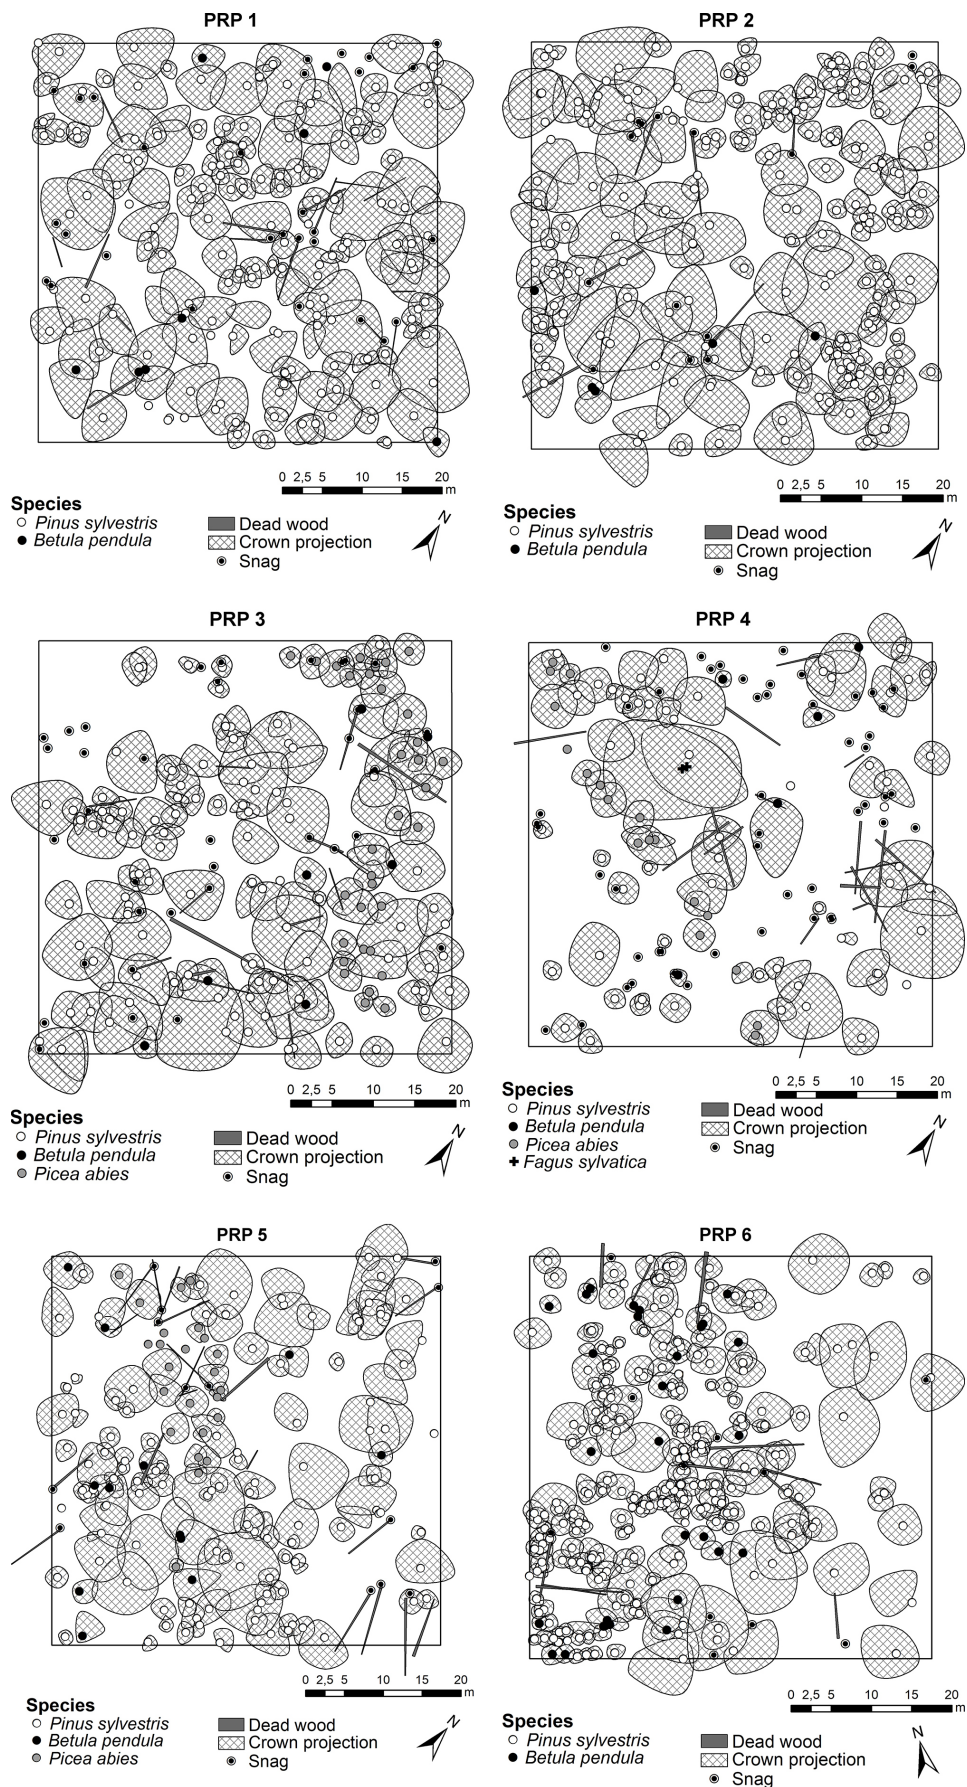 PRP 1
0 2,5 5 10 15 20
m
Species
Pinus sylvestris
Betula pendula
Dead wood
Crown projection
Snag
N
PRP 2
0 2,5 5 10 15 20
m
Species
Pinus sylvestris
Betula pendula
Dead wood
Crown projection
Snag
N
PRP 3
0 2,5 5 10 15 20
m
Species
Pinus sylvestris
Betula pendula
Picea abies
Dead wood
Crown projection
Snag
N
PRP 4
0 2,5 5 10 15 20
m
Species
Pinus sylvestris
Betula pendula
Picea abies
Fagus sylvatica
Dead wood
Crown projection
Snag
N
PRP 5
0 2,5 5 10 15 20
m
Species
Pinus sylvestris
Betula pendula
Picea abies
Dead wood
Crown projection
Snag
N
PRP 6
0 2,5 5 10 15 20
m
Species
Pinus sylvestris
Betula pendula
Dead wood
Crown projection
Snag
N